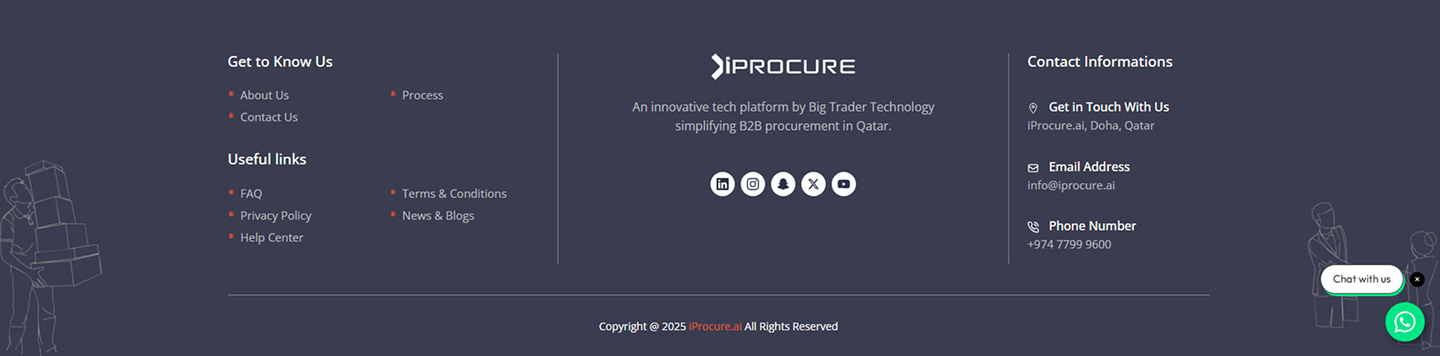 Get to Know Us
* About Us
* Process
* Contact Us
Useful links
* FAQ
* Terms & Conditions
* Privacy Policy
* News & Blogs
* Help Center
iPROCURE
An innovative tech platform by Big Trader Technology
simplifying B2B procurement in Qatar.
Contact Informations
Get in Touch With Us
iProcure.ai, Doha, Qatar
Email Address
info@iprocure.ai
Phone Number
+974 7799 9600
Chat with us
Copyright @ 2025 iProcure.ai All Rights Reserved